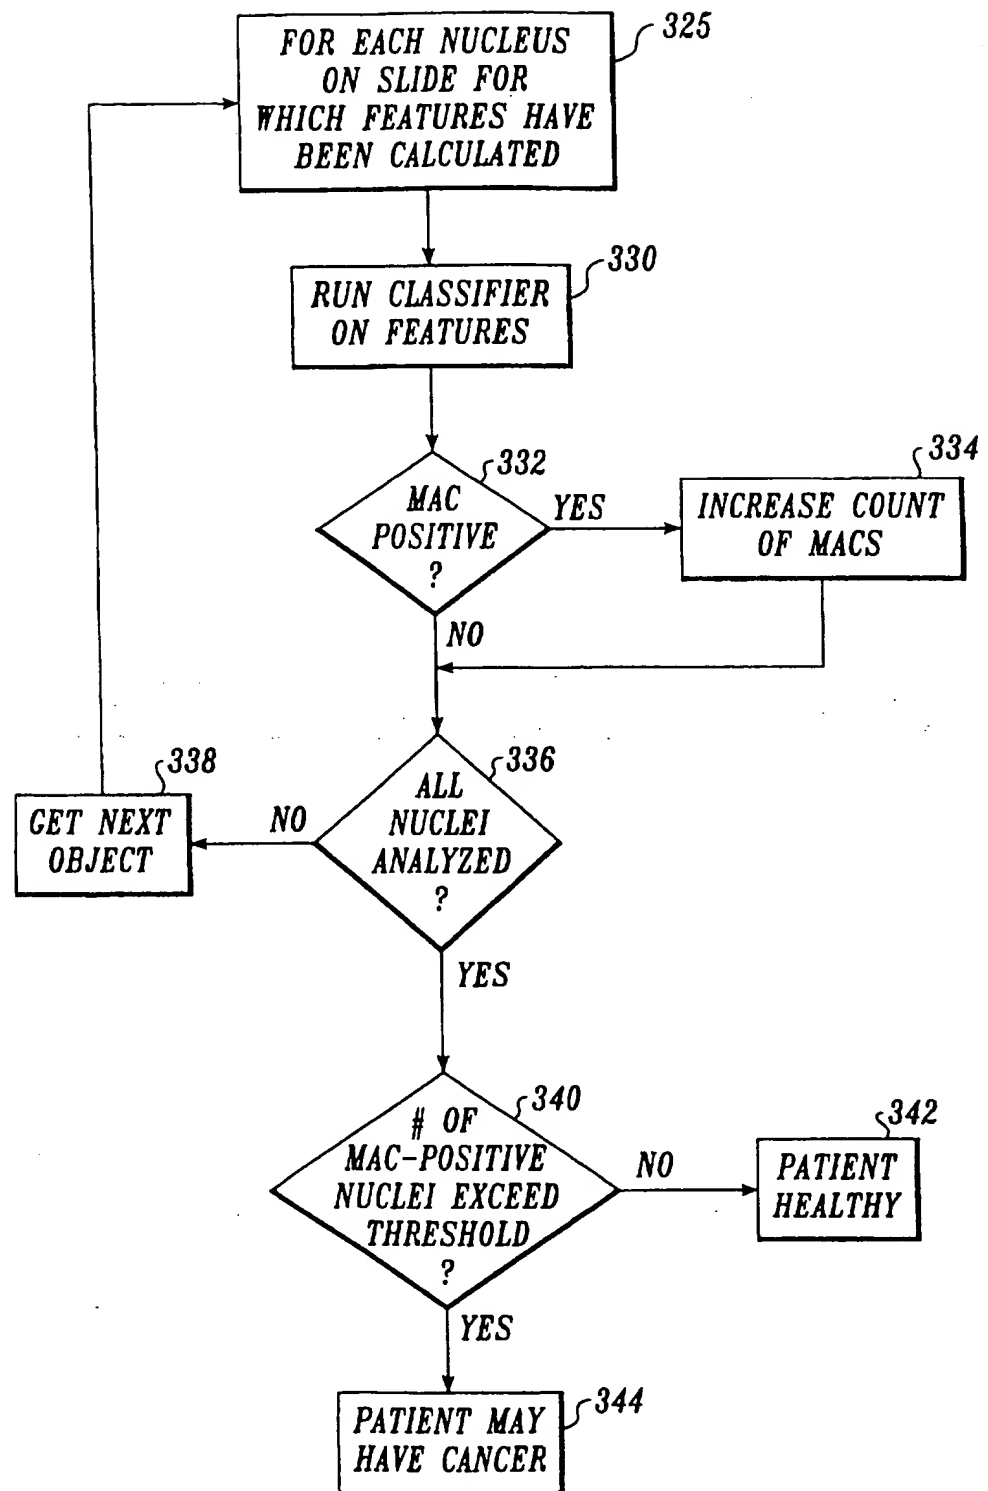 325
FOR EACH NUCLEUS
ON SLIDE FOR
WHICH FEATURES HAVE
BEEN CALCULATED
330
RUN CLASSIFIER
ON FEATURES
332
MAC
POSITIVE
?
YES
334
INCREASE COUNT
OF MACS
NO
336
ALL
NUCLEI
ANALYZED
?
NO
338
GET NEXT
OBJECT
YES
340
# OF
MAC-POSITIVE
NUCLEI EXCEED
THRESHOLD
?
NO
342
PATIENT
HEALTHY
YES
344
PATIENT MAY
HAVE CANCER